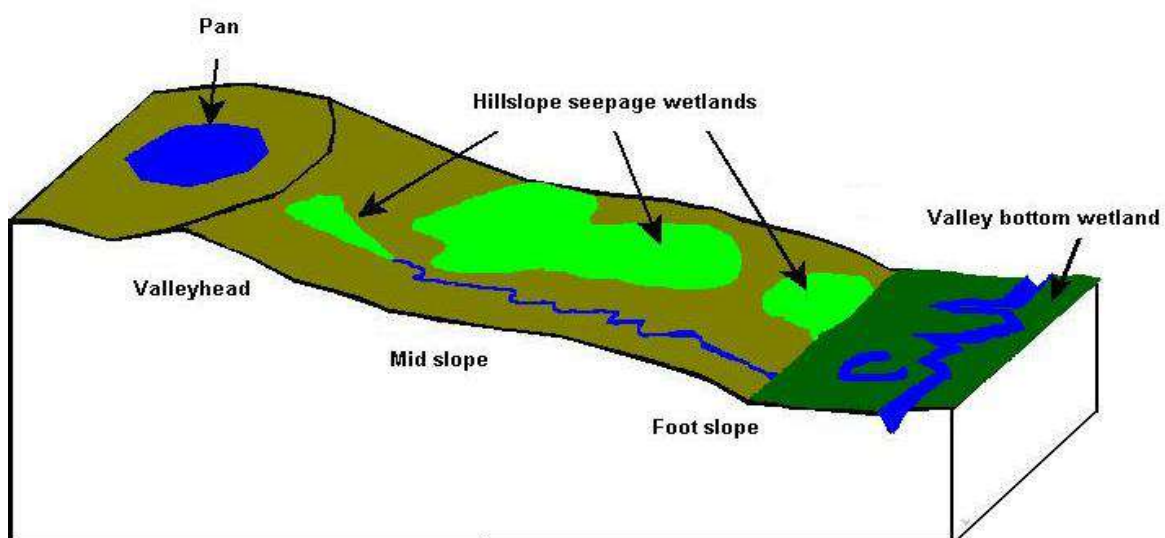 Pan
Hillslope seepage wetlands
Valley bottom wetland
Valleyhead
Mid slope
Foot slope